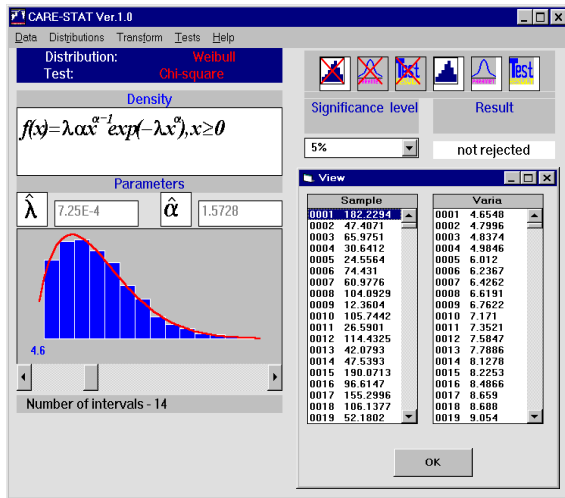 CARE-STAT Ver.1.0
Data Distributions Transform Tests Help
Distribution: Weibull
Test: Chi-square
Density
f(x)=λαx^α-1 exp(-λx^α),x≥0
Parameters
λ̂ 7.25E-4 α̂ 1.5728
4.6
Number of intervals - 14
Test Test
Significance level Result
5% not rejected
View
Sample Varia
0001 182.2294 0001 4.6548
0002 47.4071 0002 4.7996
0003 65.9751 0003 4.8374
0004 30.6412 0004 4.9846
0005 24.5564 0005 6.012
0006 74.431 0006 6.2367
0007 60.9776 0007 6.4262
0008 104.0929 0008 6.6191
0009 12.3604 0009 6.7622
0010 105.7442 0010 7.171
0011 26.5901 0011 7.3521
0012 114.4325 0012 7.5847
0013 42.0793 0013 7.7886
0014 47.5393 0014 8.1278
0015 190.0713 0015 8.2253
0016 96.6147 0016 8.4866
0017 155.2996 0017 8.659
0018 106.1377 0018 8.688
0019 52.1802 0019 9.054
OK